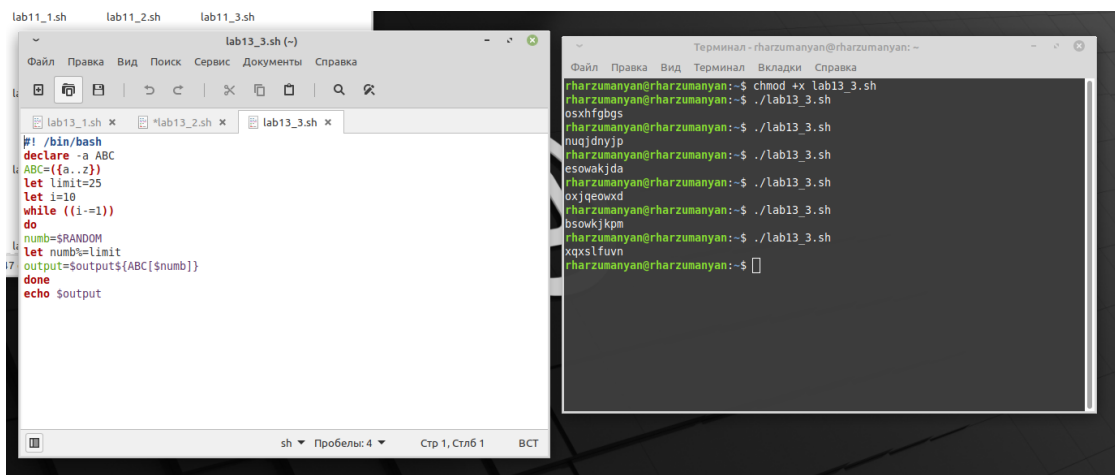 lab11_1.sh lab11_2.sh lab11_3.sh
lab13_3.sh (~)
Файл Правка Вид Поиск Сервис Документы Справка
lab13_1.sh *lab13_2.sh lab13_3.sh
#! /bin/bash
declare -a ABC
ABC=({a..z})
let limit=25
let i=10
while ((i-=1))
do
numb=$RANDOM
let numb%=limit
output=$output${ABC[$numb]}
done
echo $output
sh Пробелы: 4 Стр 1, Стлб 1 ВСТ
Терминал - rharzumanyan@rharzumanyan: ~
Файл Правка Вид Терминал Вкладки Справка
rharzumanyan@rharzumanyan:~$ chmod +x lab13_3.sh
rharzumanyan@rharzumanyan:~$ ./lab13_3.sh
osxhfgbgs
rharzumanyan@rharzumanyan:~$ ./lab13_3.sh
nuqjdnyjp
rharzumanyan@rharzumanyan:~$ ./lab13_3.sh
esowakjda
rharzumanyan@rharzumanyan:~$ ./lab13_3.sh
oxjqeowxd
rharzumanyan@rharzumanyan:~$ ./lab13_3.sh
bsowkjkpm
rharzumanyan@rharzumanyan:~$ ./lab13_3.sh
xqxslfuvn
rharzumanyan@rharzumanyan:~$